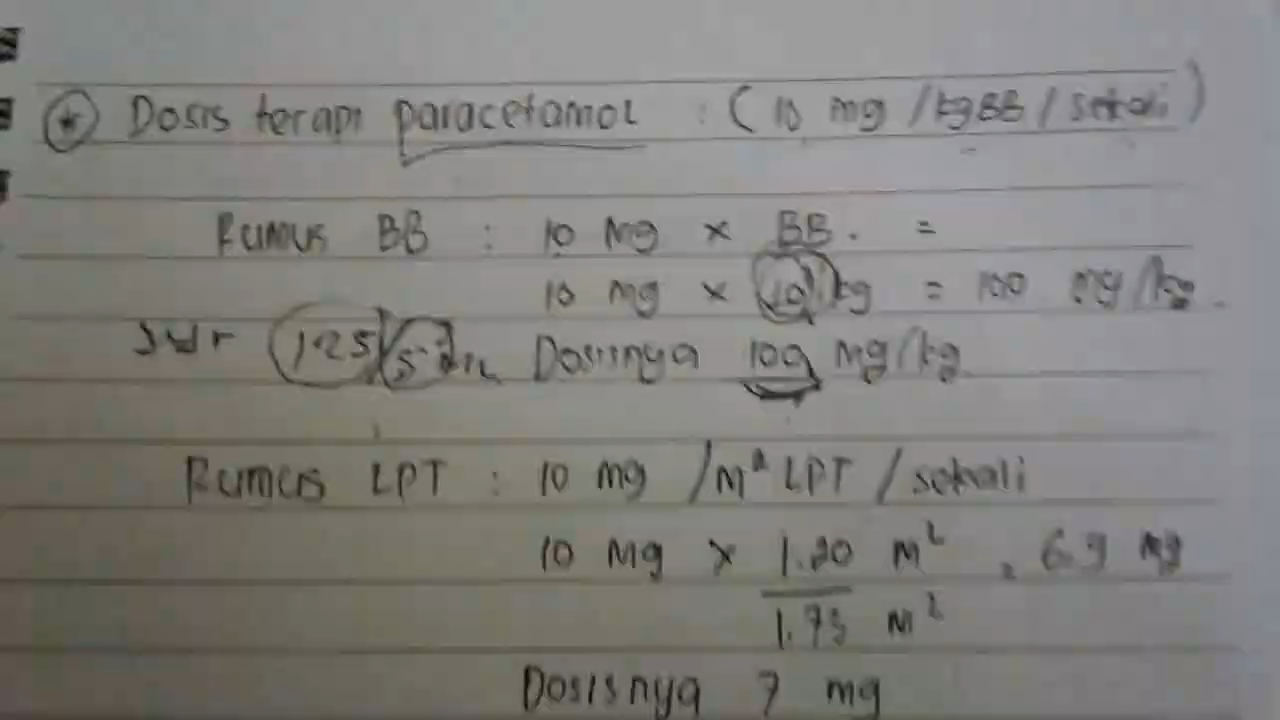 * Dosis terapi paracetamol : (10 mg /kgBB / sekali)
Rumus BB : 10 Mg x BB. =
10 mg x 10 kg = 100 mg/kg.
syr 125/5 Dosisnya 100 Mg/kg
Rumus LPT : 10 mg /M² LPT / sekali
10 Mg x 1.20 M² = 6.9 Mg
1.73 M²
Dosisnya 7 mg